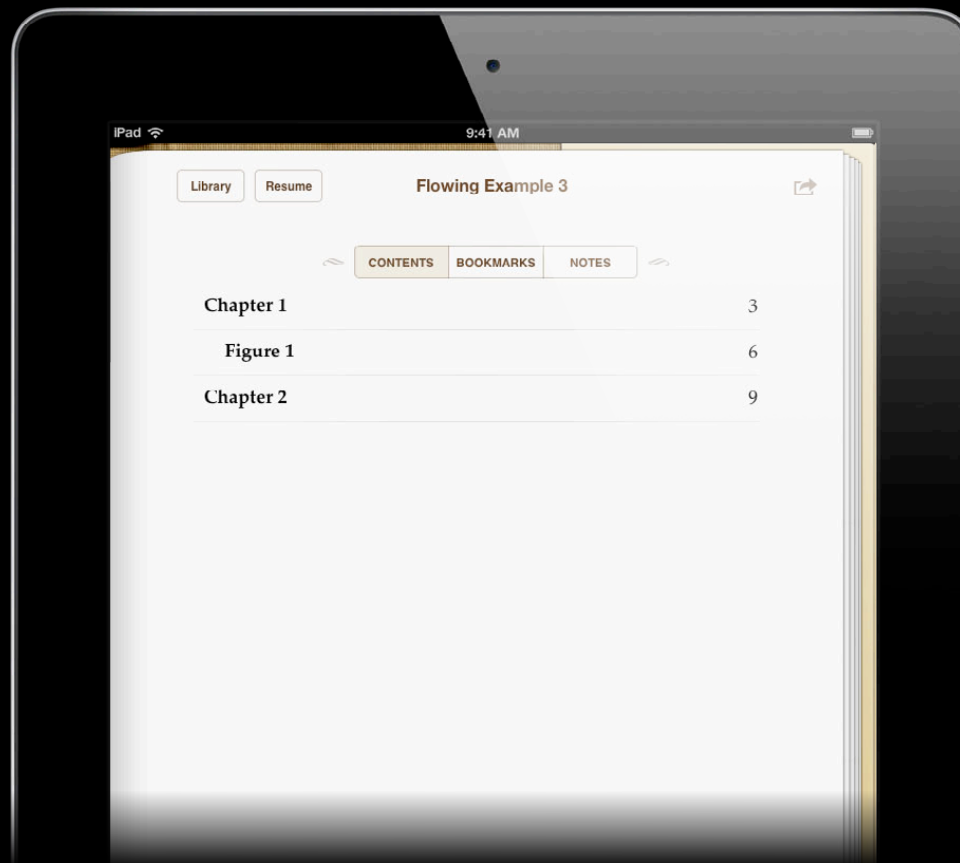 iPad 9:41 AM
Library Resume Flowing Example 3
CONTENTS BOOKMARKS NOTES
Chapter 1 3
Figure 1 6
Chapter 2 9